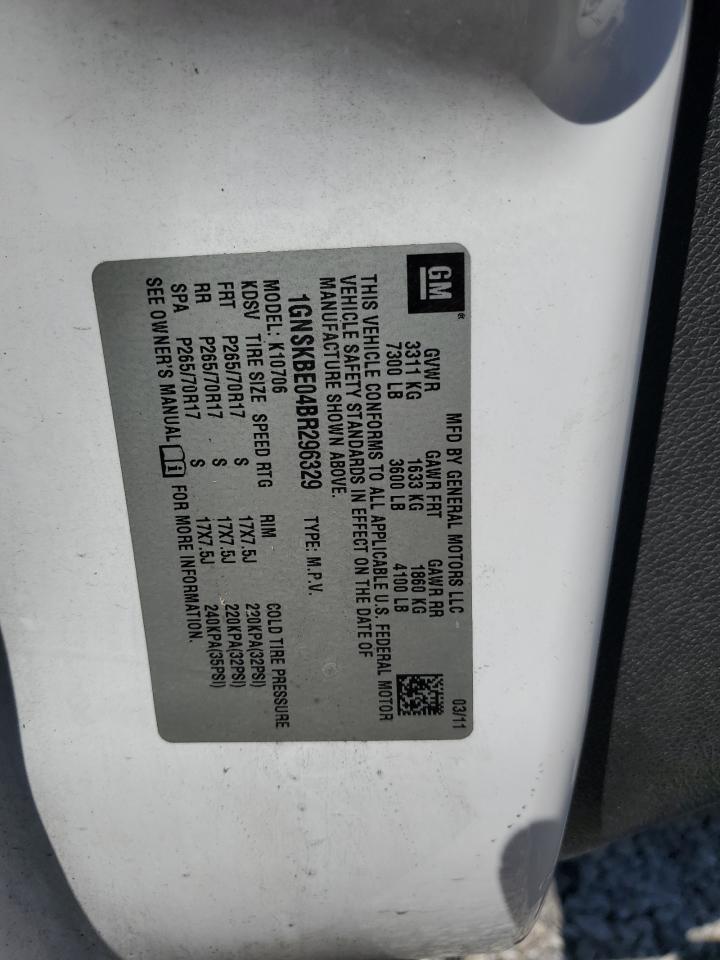 GM
MFD BY GENERAL MOTORS LLC 03/11
GVWR GAWR FRT GAWR RR
3311 KG 1633 KG 1860 KG
7300 LB 3600 LB 4100 LB
THIS VEHICLE CONFORMS TO ALL APPLICABLE U.S. FEDERAL MOTOR
VEHICLE SAFETY STANDARDS IN EFFECT ON THE DATE OF
MANUFACTURE SHOWN ABOVE.
1GNSKBE04BR296329 TYPE: M.P.V.
MODEL: K10706
TIRE SIZE SPEED RTG RIM COLD TIRE PRESSURE
KDSV
FRT P265/70R17 S 17X7.5J 220KPA(32PSI)
RR P265/70R17 S 17X7.5J 220KPA(32PSI)
SPA P265/70R17 S 17X7.5J 240KPA(35PSI)
SEE OWNER'S MANUAL FOR MORE INFORMATION.